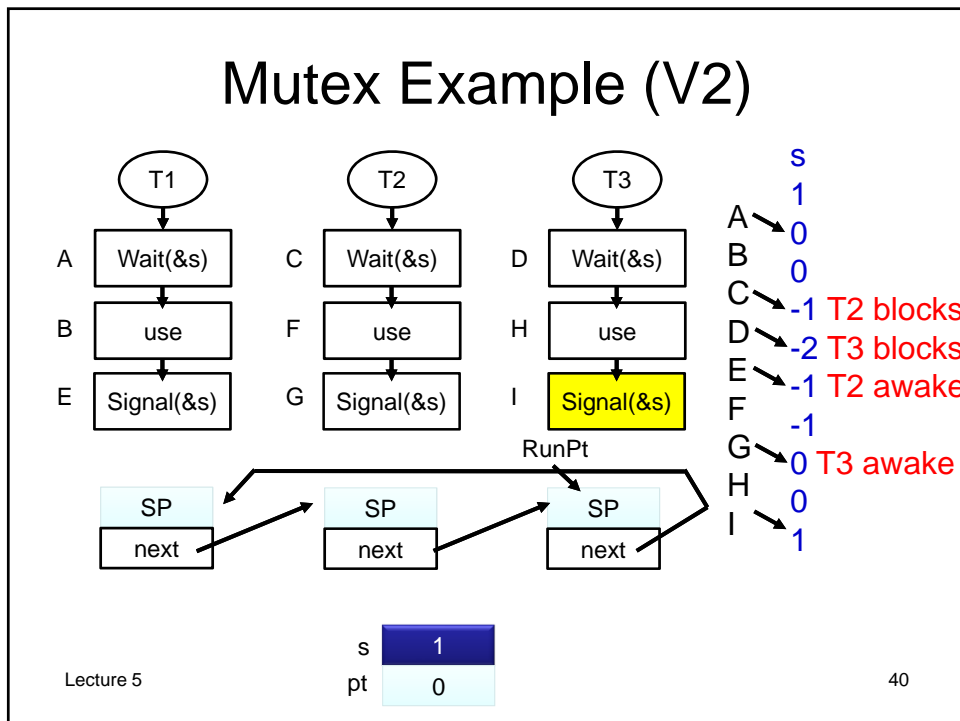 Mutex Example (V2)
T1
T2
T3
A
Wait(&s)
C
Wait(&s)
D
Wait(&s)
B
use
F
use
H
use
E
Signal(&s)
G
Signal(&s)
I
Signal(&s)
s
1
A
0
B
0
C
-1 T2 blocks
D
-2 T3 blocks
E
-1 T2 awake
F
-1
G
0 T3 awake
H
0
I
1
RunPt
SP
SP
SP
next
next
next
s
1
pt
0
Lecture 5
40